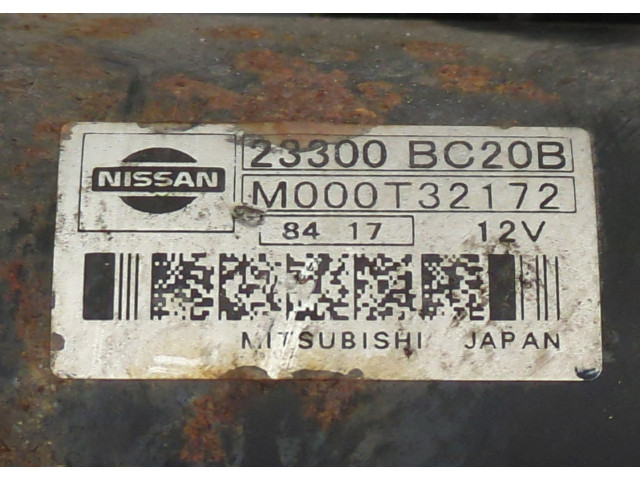 NISSAN
23300 BC20B
M000T32172
84 17 12V
MITSUBISHI JAPAN